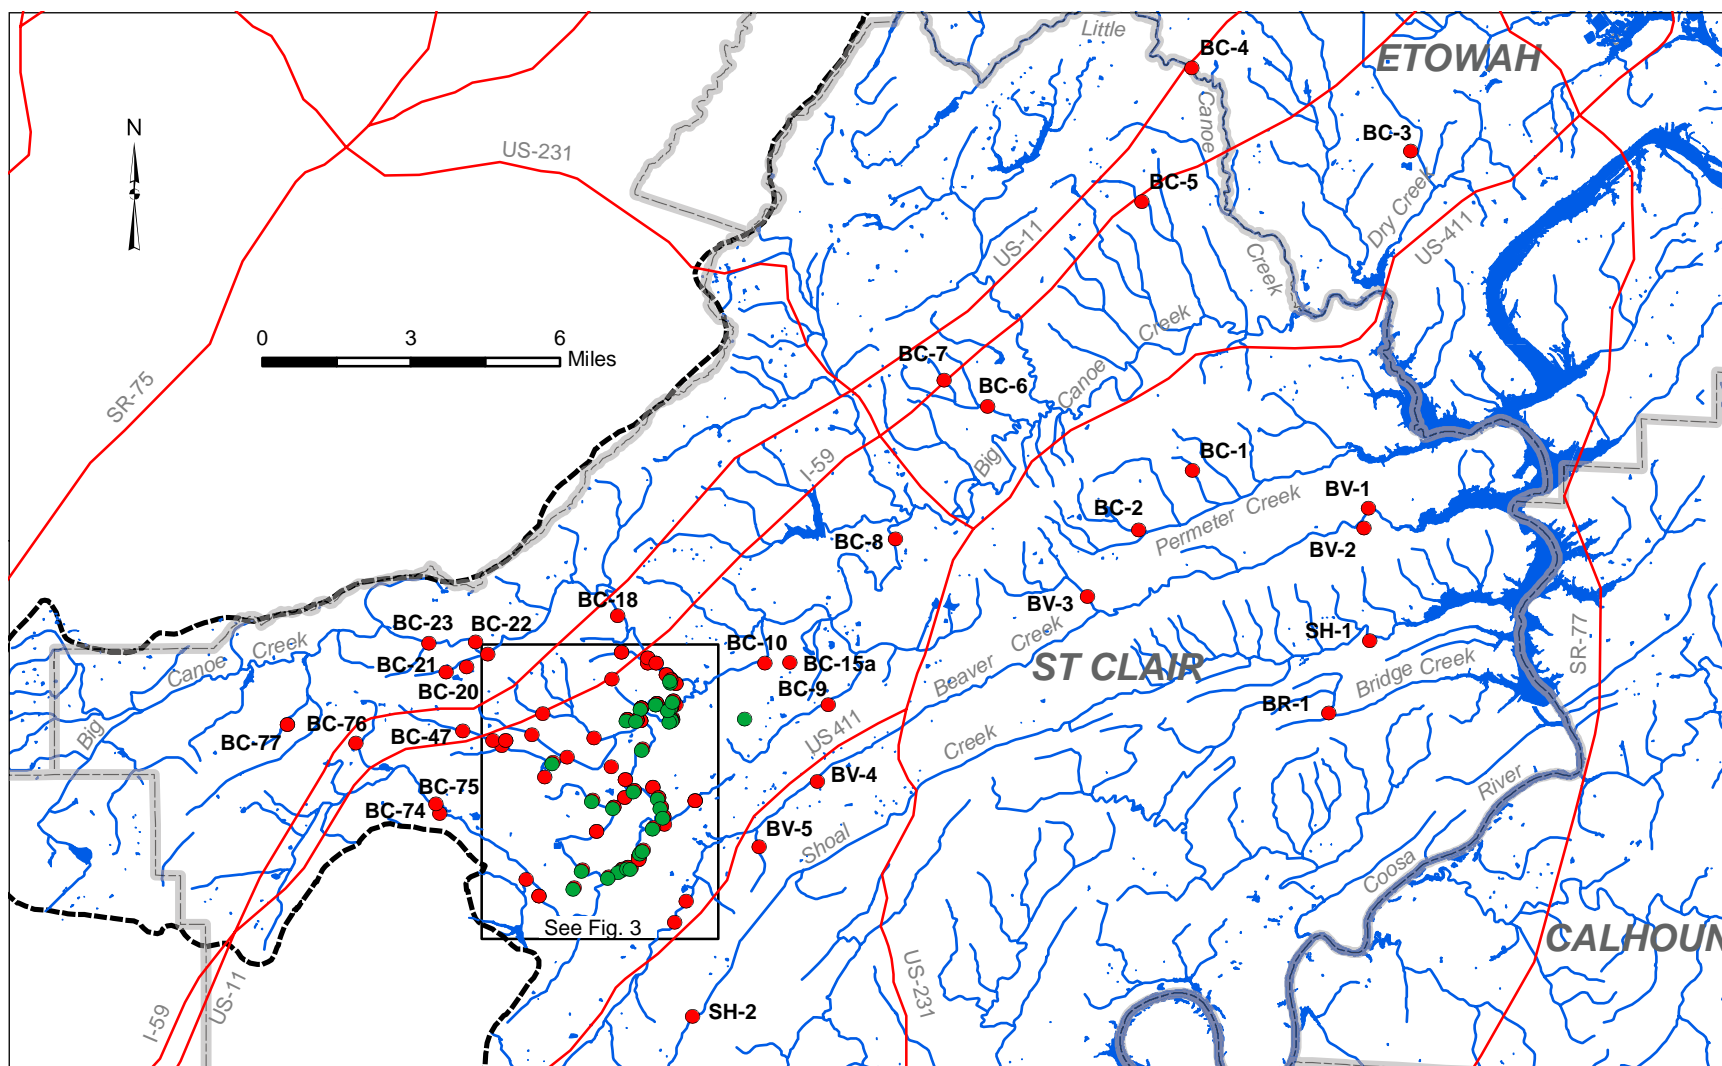 Little
BC-4
ETOWAH
N
US-231
Canoe
BC-3
BC-5
Dry Creek
US-411
US-11
Creek
0 3 6
Miles
Creek
BC-7
BC-6
Canoe
SR-75
I-59
Big
BC-1
BV-1
BC-2
Permeter Creek
BC-8
BV-2
BC-18
BV-3
BC-23
BC-22
BC-10
SH-1
Canoe Creek
BC-21
BC-15a
Beaver Creek
ST CLAIR
SR-77
BC-20
BC-9
Bridge Creek
Big
BC-76
BC-77
BC-47
US 411
Creek
BR-1
BV-4
River
BC-75
BC-74
BV-5
Shoal
Coosa
See Fig. 3
CALHOUN
US-11
US-231
I-59
SH-2